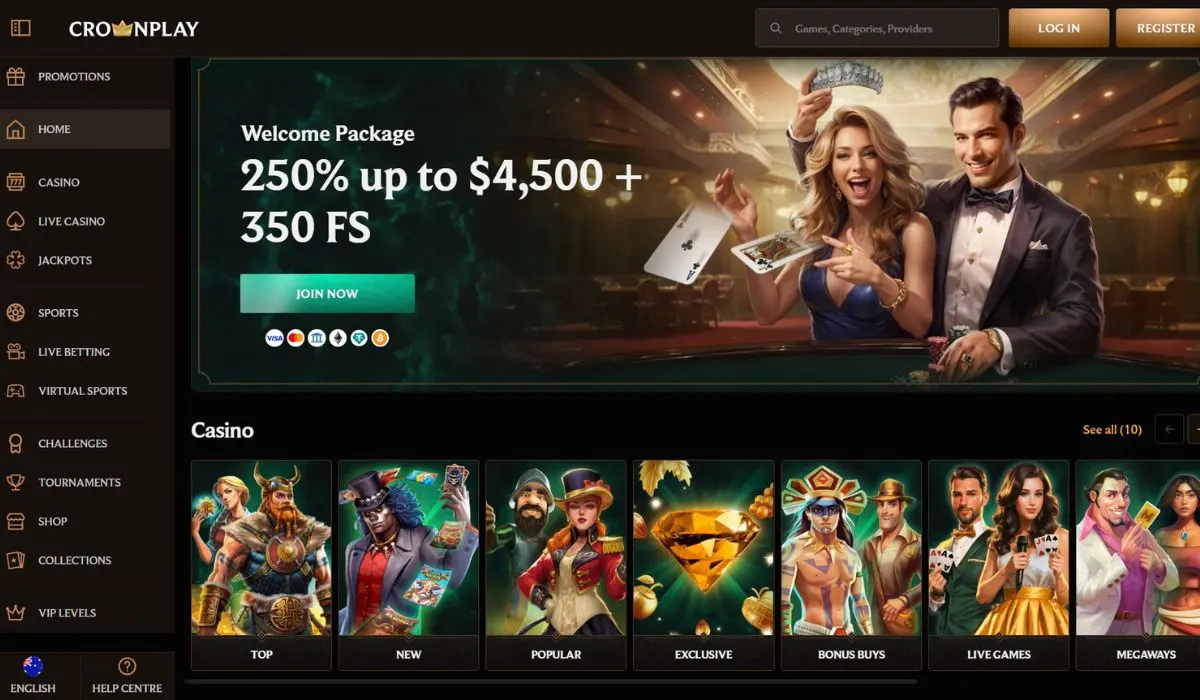 CROWNPLAY
Games, Categories, Providers
LOG IN
REGISTER
PROMOTIONS
HOME
CASINO
LIVE CASINO
JACKPOTS
SPORTS
LIVE BETTING
VIRTUAL SPORTS
CHALLENGES
TOURNAMENTS
SHOP
COLLECTIONS
VIP LEVELS
ENGLISH
HELP CENTRE
Welcome Package
250% up to $4,500 +
350 FS
JOIN NOW
VISA
Casino
See all (10)
TOP
NEW
POPULAR
EXCLUSIVE
BONUS BUYS
LIVE GAMES
MEGAWAYS